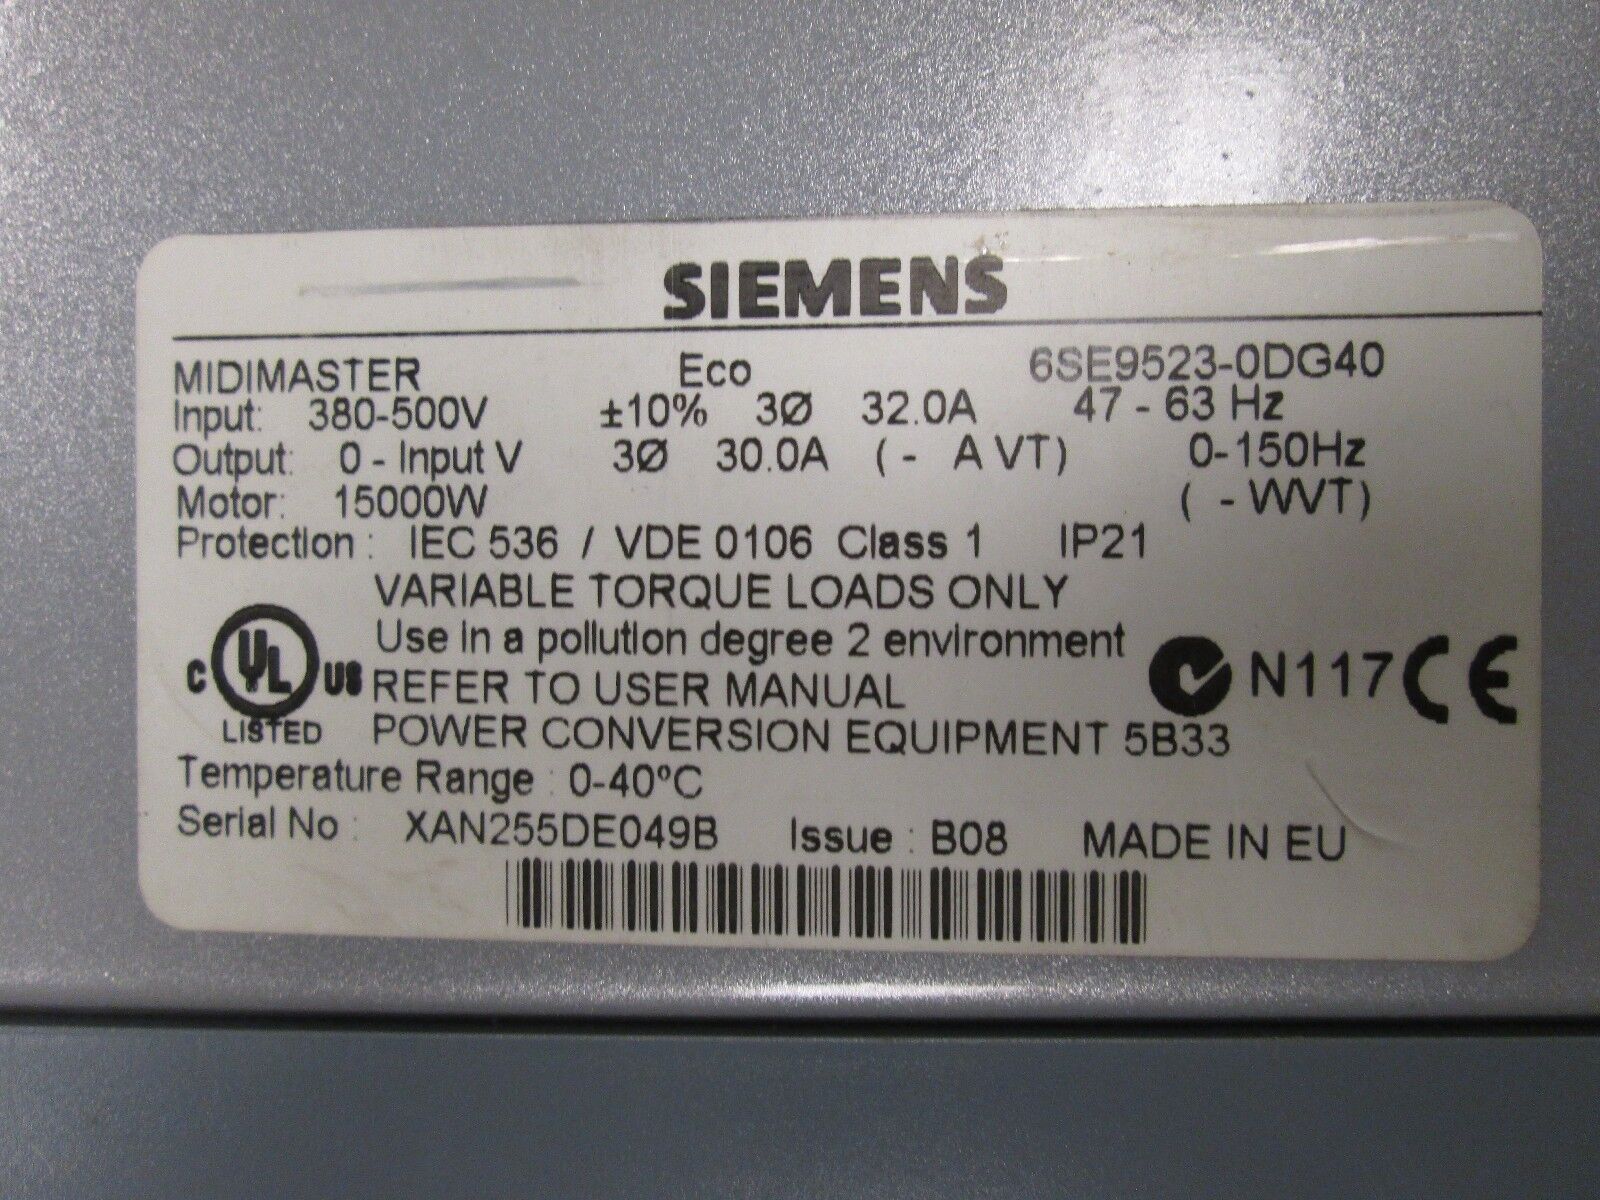 SIEMENS
MIDIMASTER Eco 6SE9523-0DG40
Input: 380-500V ±10% 3Ø 32.0A 47 - 63 Hz
Output: 0 - Input V 3Ø 30.0A ( - A VT) 0-150Hz
Motor: 15000W ( - WVT)
Protection : IEC 536 / VDE 0106 Class 1 IP21
VARIABLE TORQUE LOADS ONLY
Use in a pollution degree 2 environment
C UL US REFER TO USER MANUAL N117 CE
LISTED POWER CONVERSION EQUIPMENT 5B33
Temperature Range : 0-40ºC
Serial No : XAN255DE049B Issue : B08 MADE IN EU